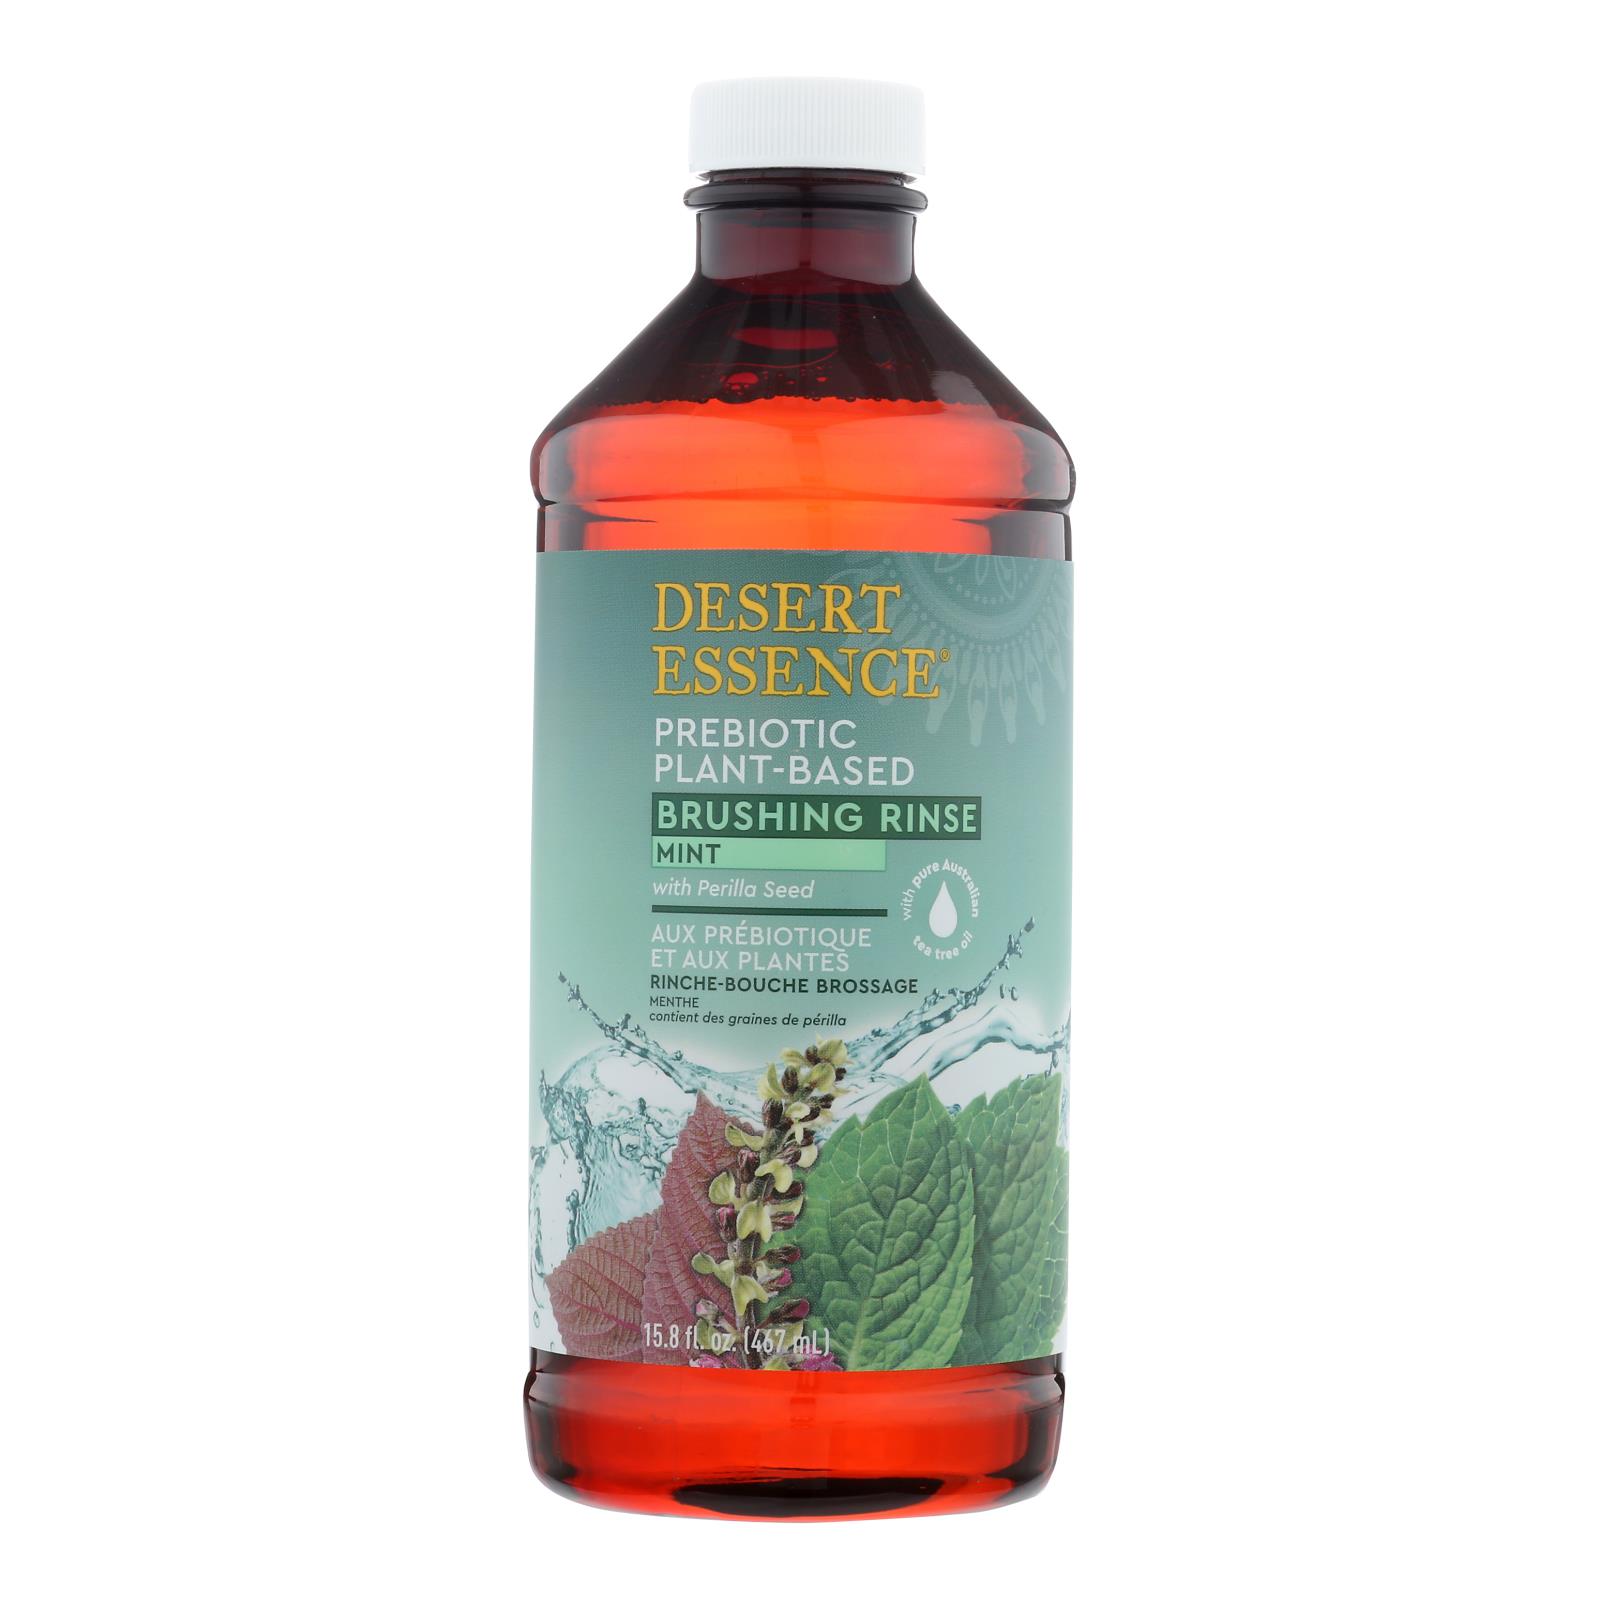 DESERT
ESSENCE®
PREBIOTIC
PLANT-BASED
BRUSHING RINSE
MINT
with Perilla Seed
with pure Australian
tea tree oil
AUX PRÉBIOTIQUE
ET AUX PLANTES
RINCHE-BOUCHE BROSSAGE
MENTHE
contient des graines de périlla
15.8 fl. oz. (467 mL)